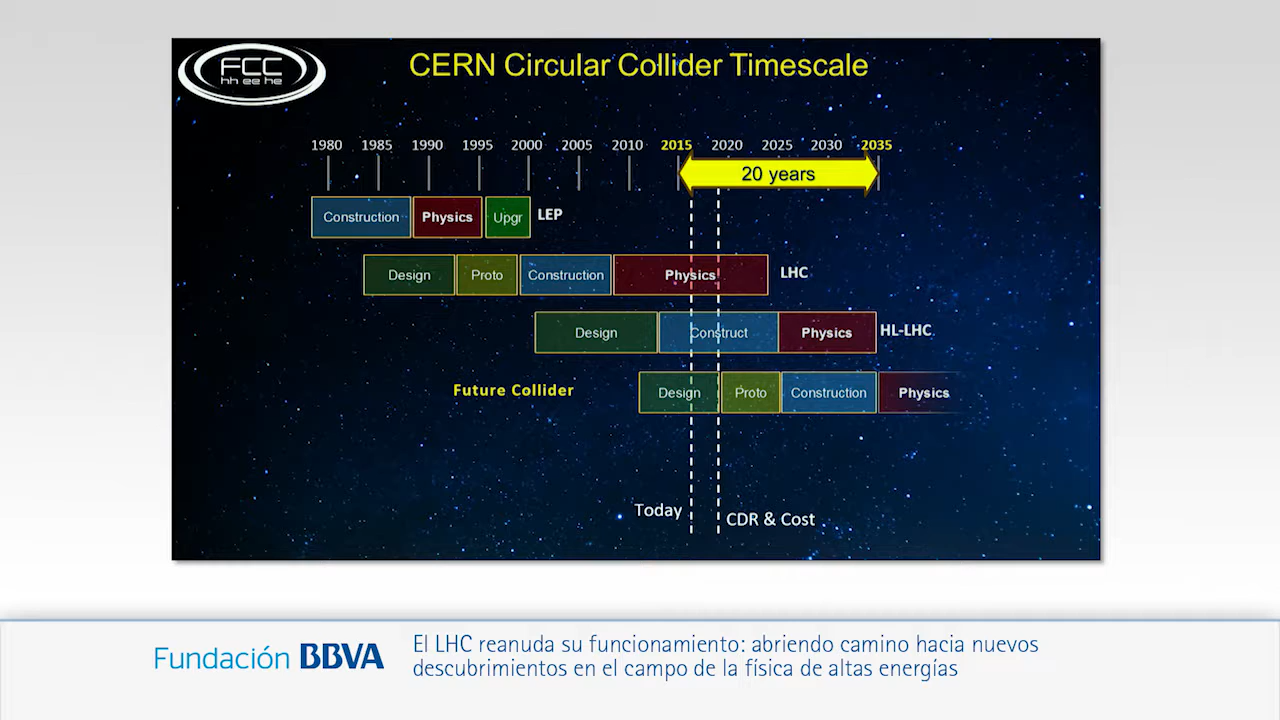 FCC
hh ee he
CERN Circular Collider Timescale
1980 1985 1990 1995 2000 2005 2010 2015 2020 2025 2030 2035
20 years
Construction Physics Upgr LEP
Design Proto Construction Physics LHC
Design Construct Physics HL-LHC
Future Collider Design Proto Construction Physics
Today
CDR & Cost
Fundación BBVA
El LHC reanuda su funcionamiento: abriendo camino hacia nuevos
descubrimientos en el campo de la física de altas energías